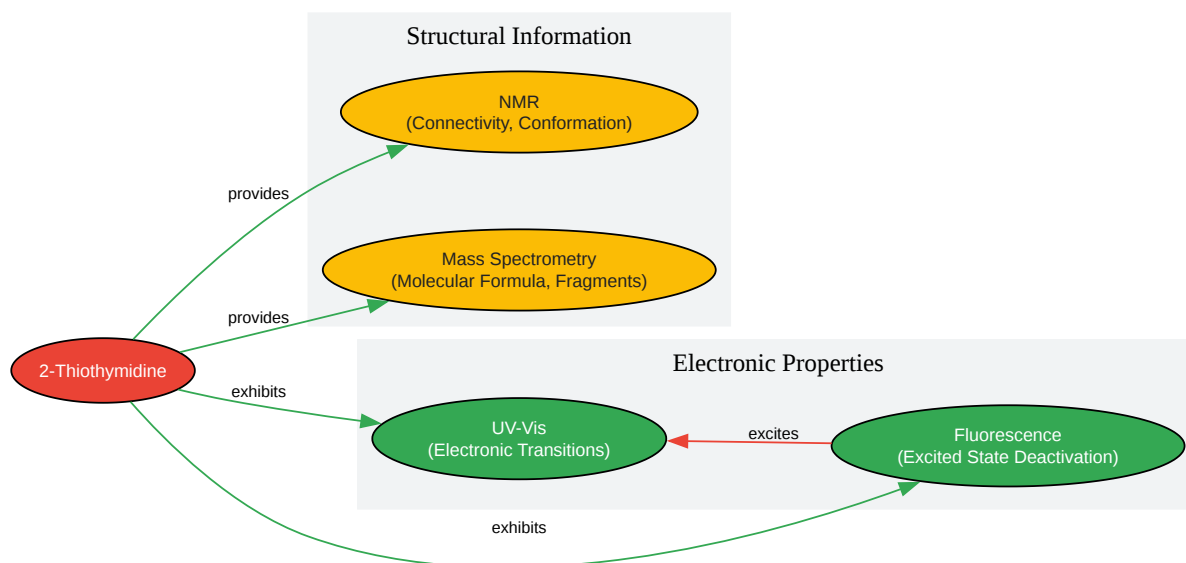 Structural Information
NMR
(Connectivity, Conformation)
provides
Mass Spectrometry
(Molecular Formula, Fragments)
provides
2-Thiothymidine
Electronic Properties
exhibits
UV-Vis
(Electronic Transitions)
excites
Fluorescence
(Excited State Deactivation)
exhibits